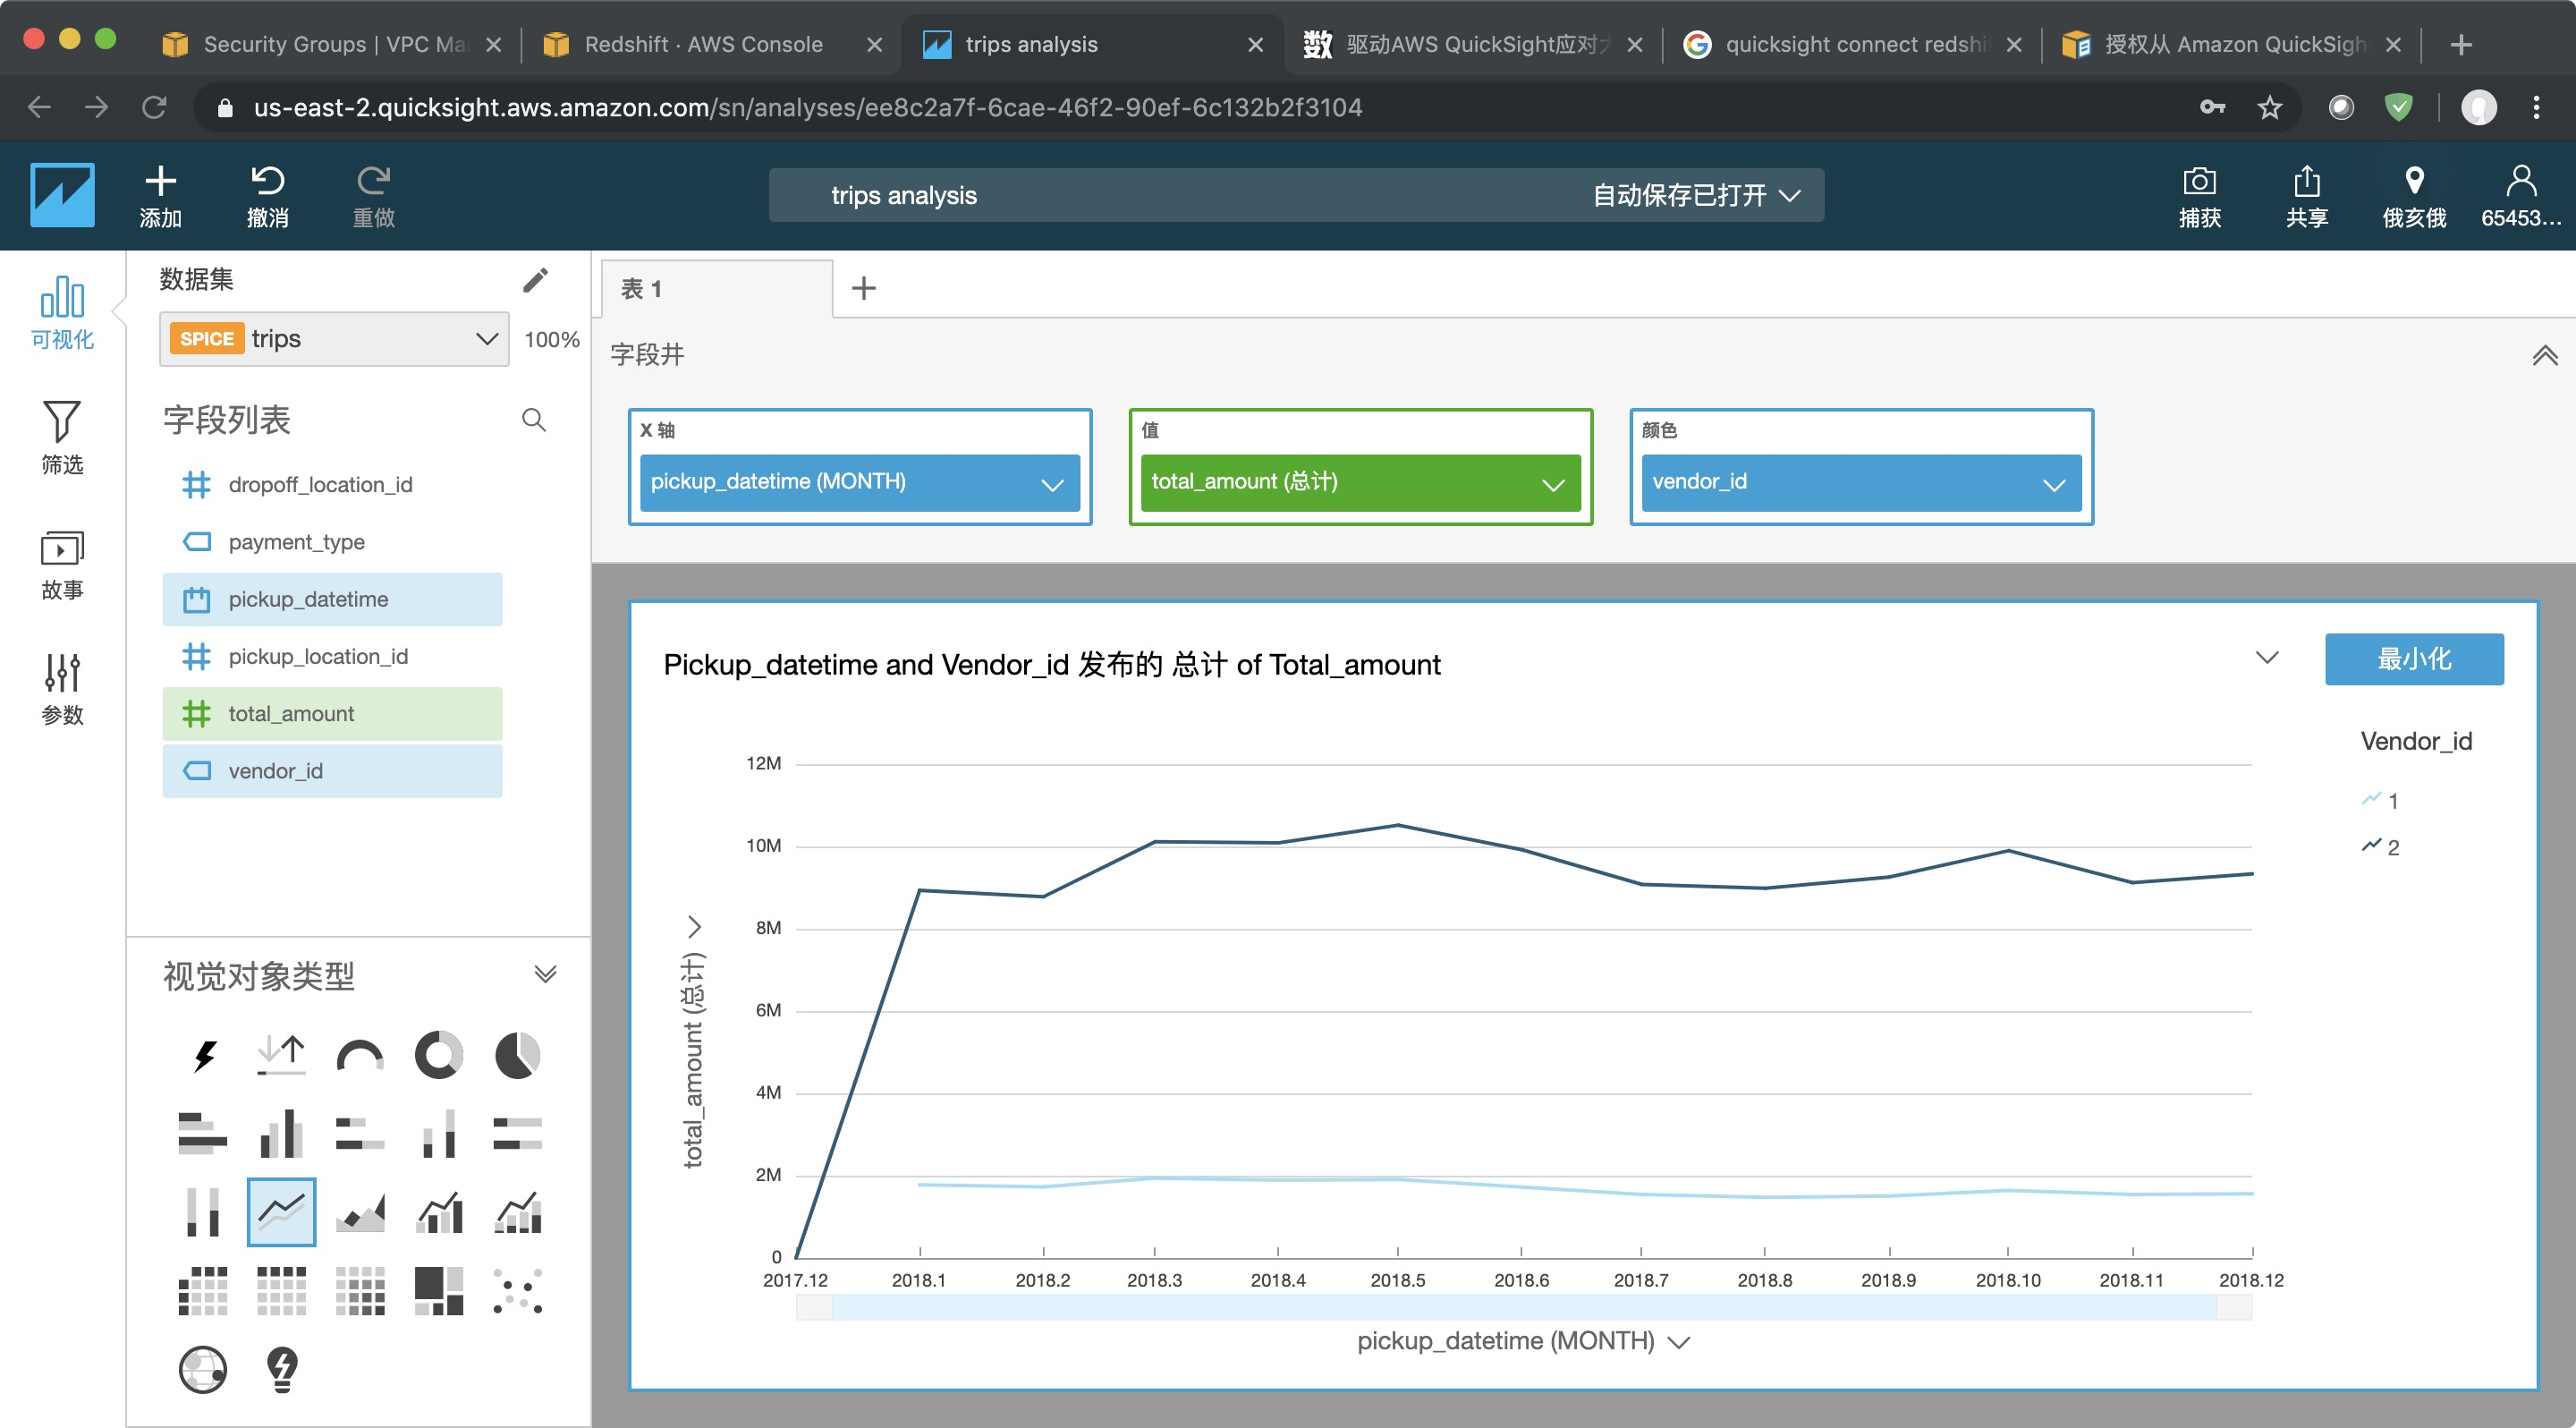 Security Groups | VPC Ma
Redshift · AWS Console
trips analysis
数 驱动AWS QuickSight应对大
quicksight connect redshi
授权从 Amazon QuickSigh
us-east-2.quicksight.aws.amazon.com/sn/analyses/ee8c2a7f-6cae-46f2-90ef-6c132b2f3104
添加
撤消
重做
trips analysis
自动保存已打开
捕获
共享
俄亥俄
65453...
可视化
筛选
故事
参数
数据集
SPICE trips
100%
字段列表
dropoff_location_id
payment_type
pickup_datetime
pickup_location_id
total_amount
vendor_id
视觉对象类型
表 1
字段井
X 轴
pickup_datetime (MONTH)
值
total_amount (总计)
颜色
vendor_id
Pickup_datetime and Vendor_id 发布的 总计 of Total_amount
最小化
Vendor_id
1
2
total_amount (总计)
12M
10M
8M
6M
4M
2M
0
2017.12 2018.1 2018.2 2018.3 2018.4 2018.5 2018.6 2018.7 2018.8 2018.9 2018.10 2018.11 2018.12
pickup_datetime (MONTH)